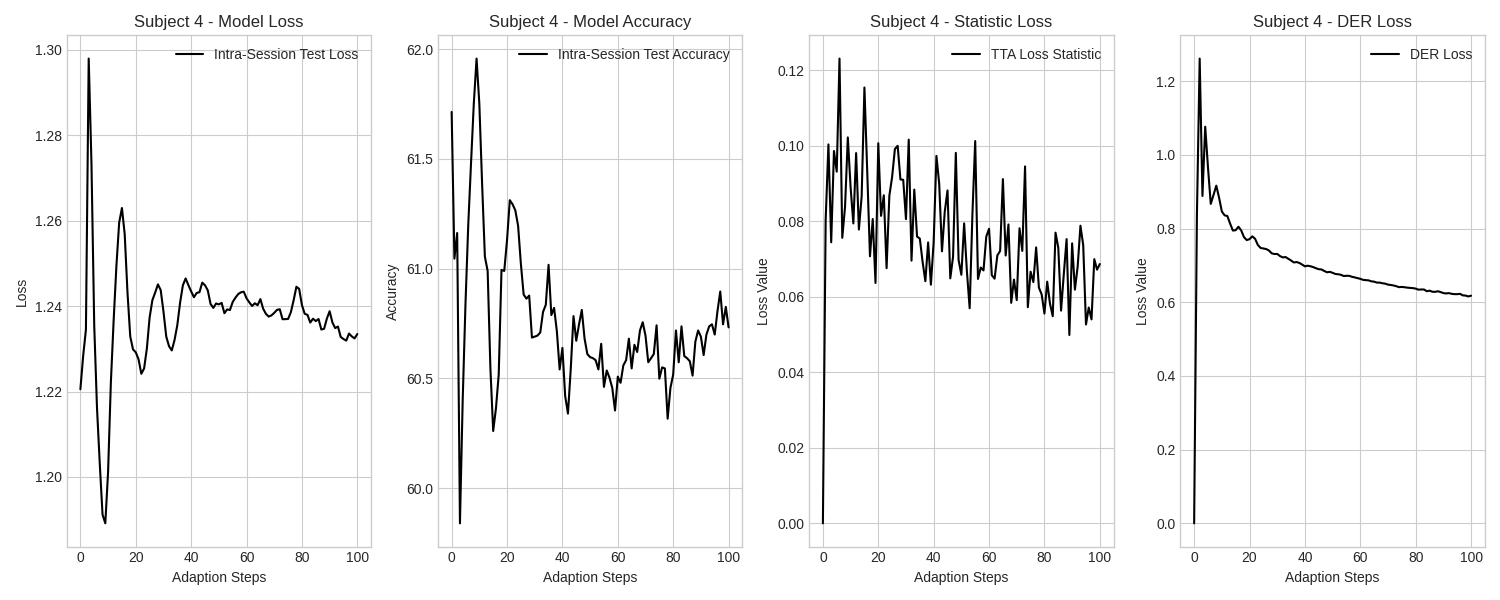 Subject 4 - Model Loss
Intra-Session Test Loss
Loss
1.30
1.28
1.26
1.24
1.22
1.20
0 20 40 60 80 100
Adaption Steps
Subject 4 - Model Accuracy
Intra-Session Test Accuracy
Accuracy
62.0
61.5
61.0
60.5
60.0
0 20 40 60 80 100
Adaption Steps
Subject 4 - Statistic Loss
TTA Loss Statistic
Loss Value
0.12
0.10
0.08
0.06
0.04
0.02
0.00
0 20 40 60 80 100
Adaption Steps
Subject 4 - DER Loss
DER Loss
Loss Value
1.2
1.0
0.8
0.6
0.4
0.2
0.0
0 20 40 60 80 100
Adaption Steps